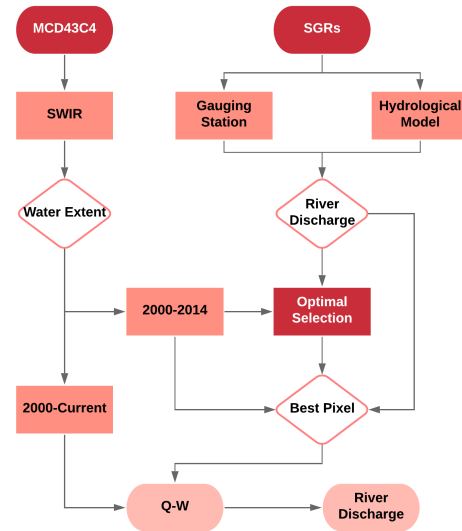 MCD43C4
SGRs
SWIR
Gauging
Station
Hydrological
Model
Water Extent
River
Discharge
2000-2014
Optimal
Selection
2000-Current
Best Pixel
Q-W
River
Discharge